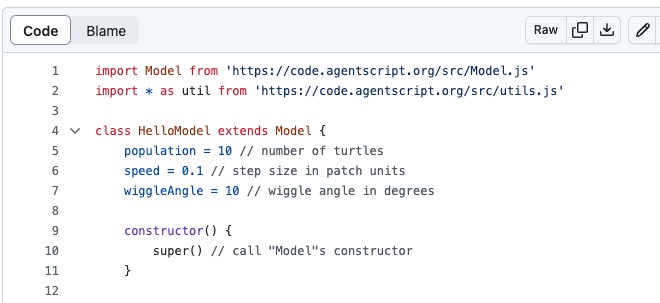 Code Blame Raw
1 import Model from 'https://code.agentscript.org/src/Model.js'
2 import * as util from 'https://code.agentscript.org/src/utils.js'
3
4 class HelloModel extends Model {
5 population = 10 // number of turtles
6 speed = 0.1 // step size in patch units
7 wiggleAngle = 10 // wiggle angle in degrees
8
9 constructor() {
10 super() // call "Model"s constructor
11 }
12